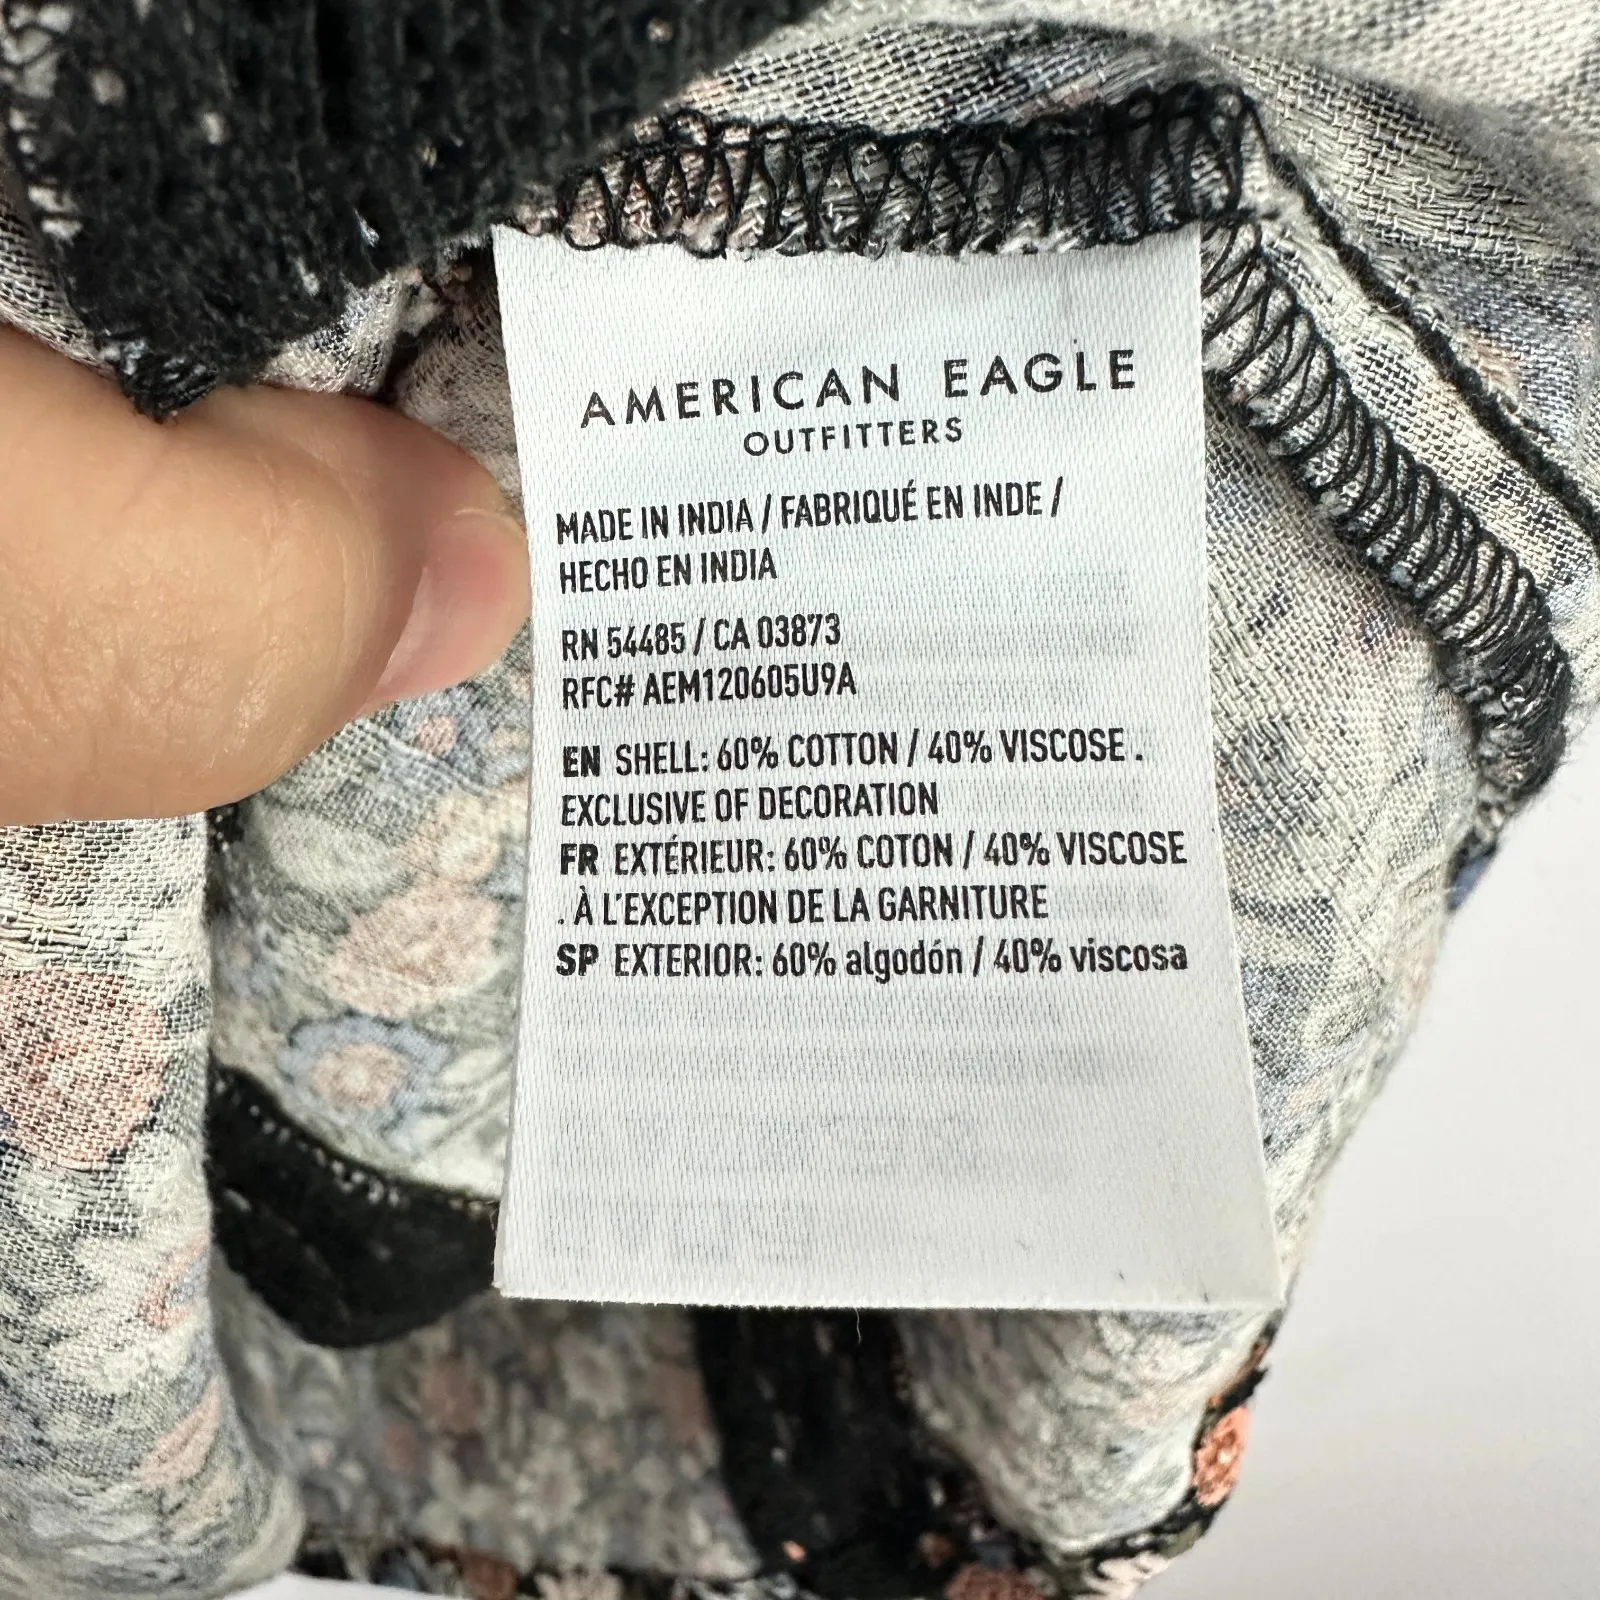 AMERICAN EAGLE
OUTFITTERS
MADE IN INDIA / FABRIQUÉ EN INDE /
HECHO EN INDIA
RN 54485 / CA 03873
RFC# AEM120605U9A
EN SHELL: 60% COTTON / 40% VISCOSE .
EXCLUSIVE OF DECORATION
FR EXTÉRIEUR: 60% COTON / 40% VISCOSE
. À L'EXCEPTION DE LA GARNITURE
SP EXTERIOR: 60% algodón / 40% viscosa